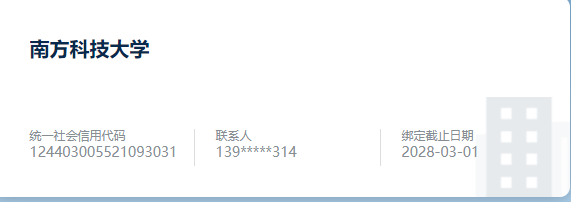 南方科技大学
统一社会信用代码
124403005521093031
联系人
139*****314
绑定截止日期
2028-03-01